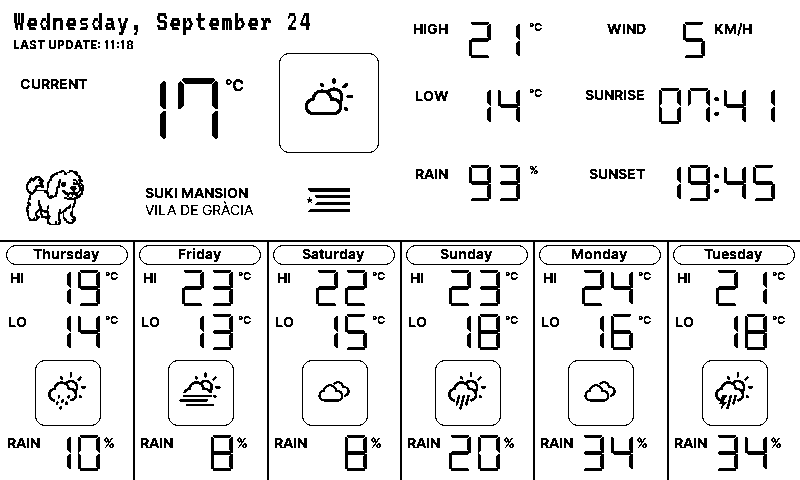 Wednesday, September 24
LAST UPDATE: 11:18
CURRENT 17 °C
SUKI MANSION
VILA DE GRÀCIA
HIGH 21 °C
LOW 14 °C
RAIN 93 %
WIND 5 KM/H
SUNRISE 07:41
SUNSET 19:45
Thursday
HI 19 °C
LO 14 °C
RAIN 10 %
Friday
HI 23 °C
LO 13 °C
RAIN 8 %
Saturday
HI 22 °C
LO 15 °C
RAIN 8 %
Sunday
HI 23 °C
LO 18 °C
RAIN 20 %
Monday
HI 24 °C
LO 16 °C
RAIN 34 %
Tuesday
HI 21 °C
LO 18 °C
RAIN 34 %